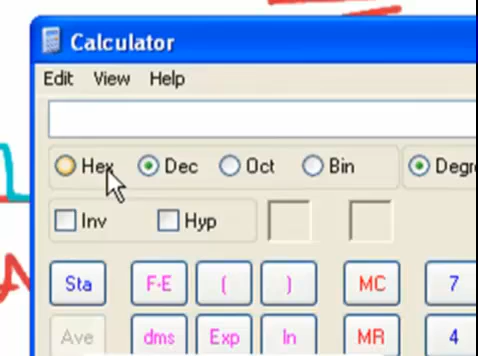 Calculator
Edit View Help
Hex Dec Oct Bin
Inv Hyp
Sta F-E ( ) MC 7
Ave dms Exp ln MR 4